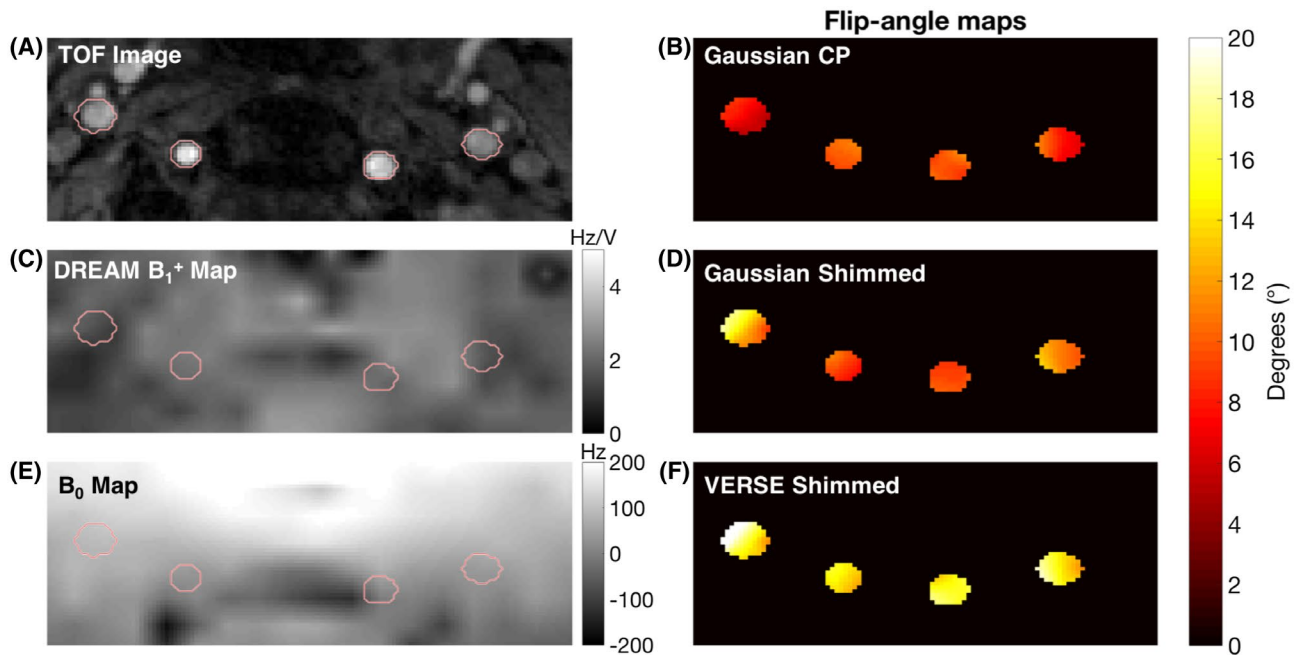 Flip-angle maps
(A)
TOF Image
(B)
Gaussian CP
(C)
DREAM B₁⁺ Map
Hz/V
4
2
0
(D)
Gaussian Shimmed
(E)
B₀ Map
Hz
200
100
0
-100
-200
(F)
VERSE Shimmed
20
18
16
14
12
10
8
6
4
2
0
Degrees (°)